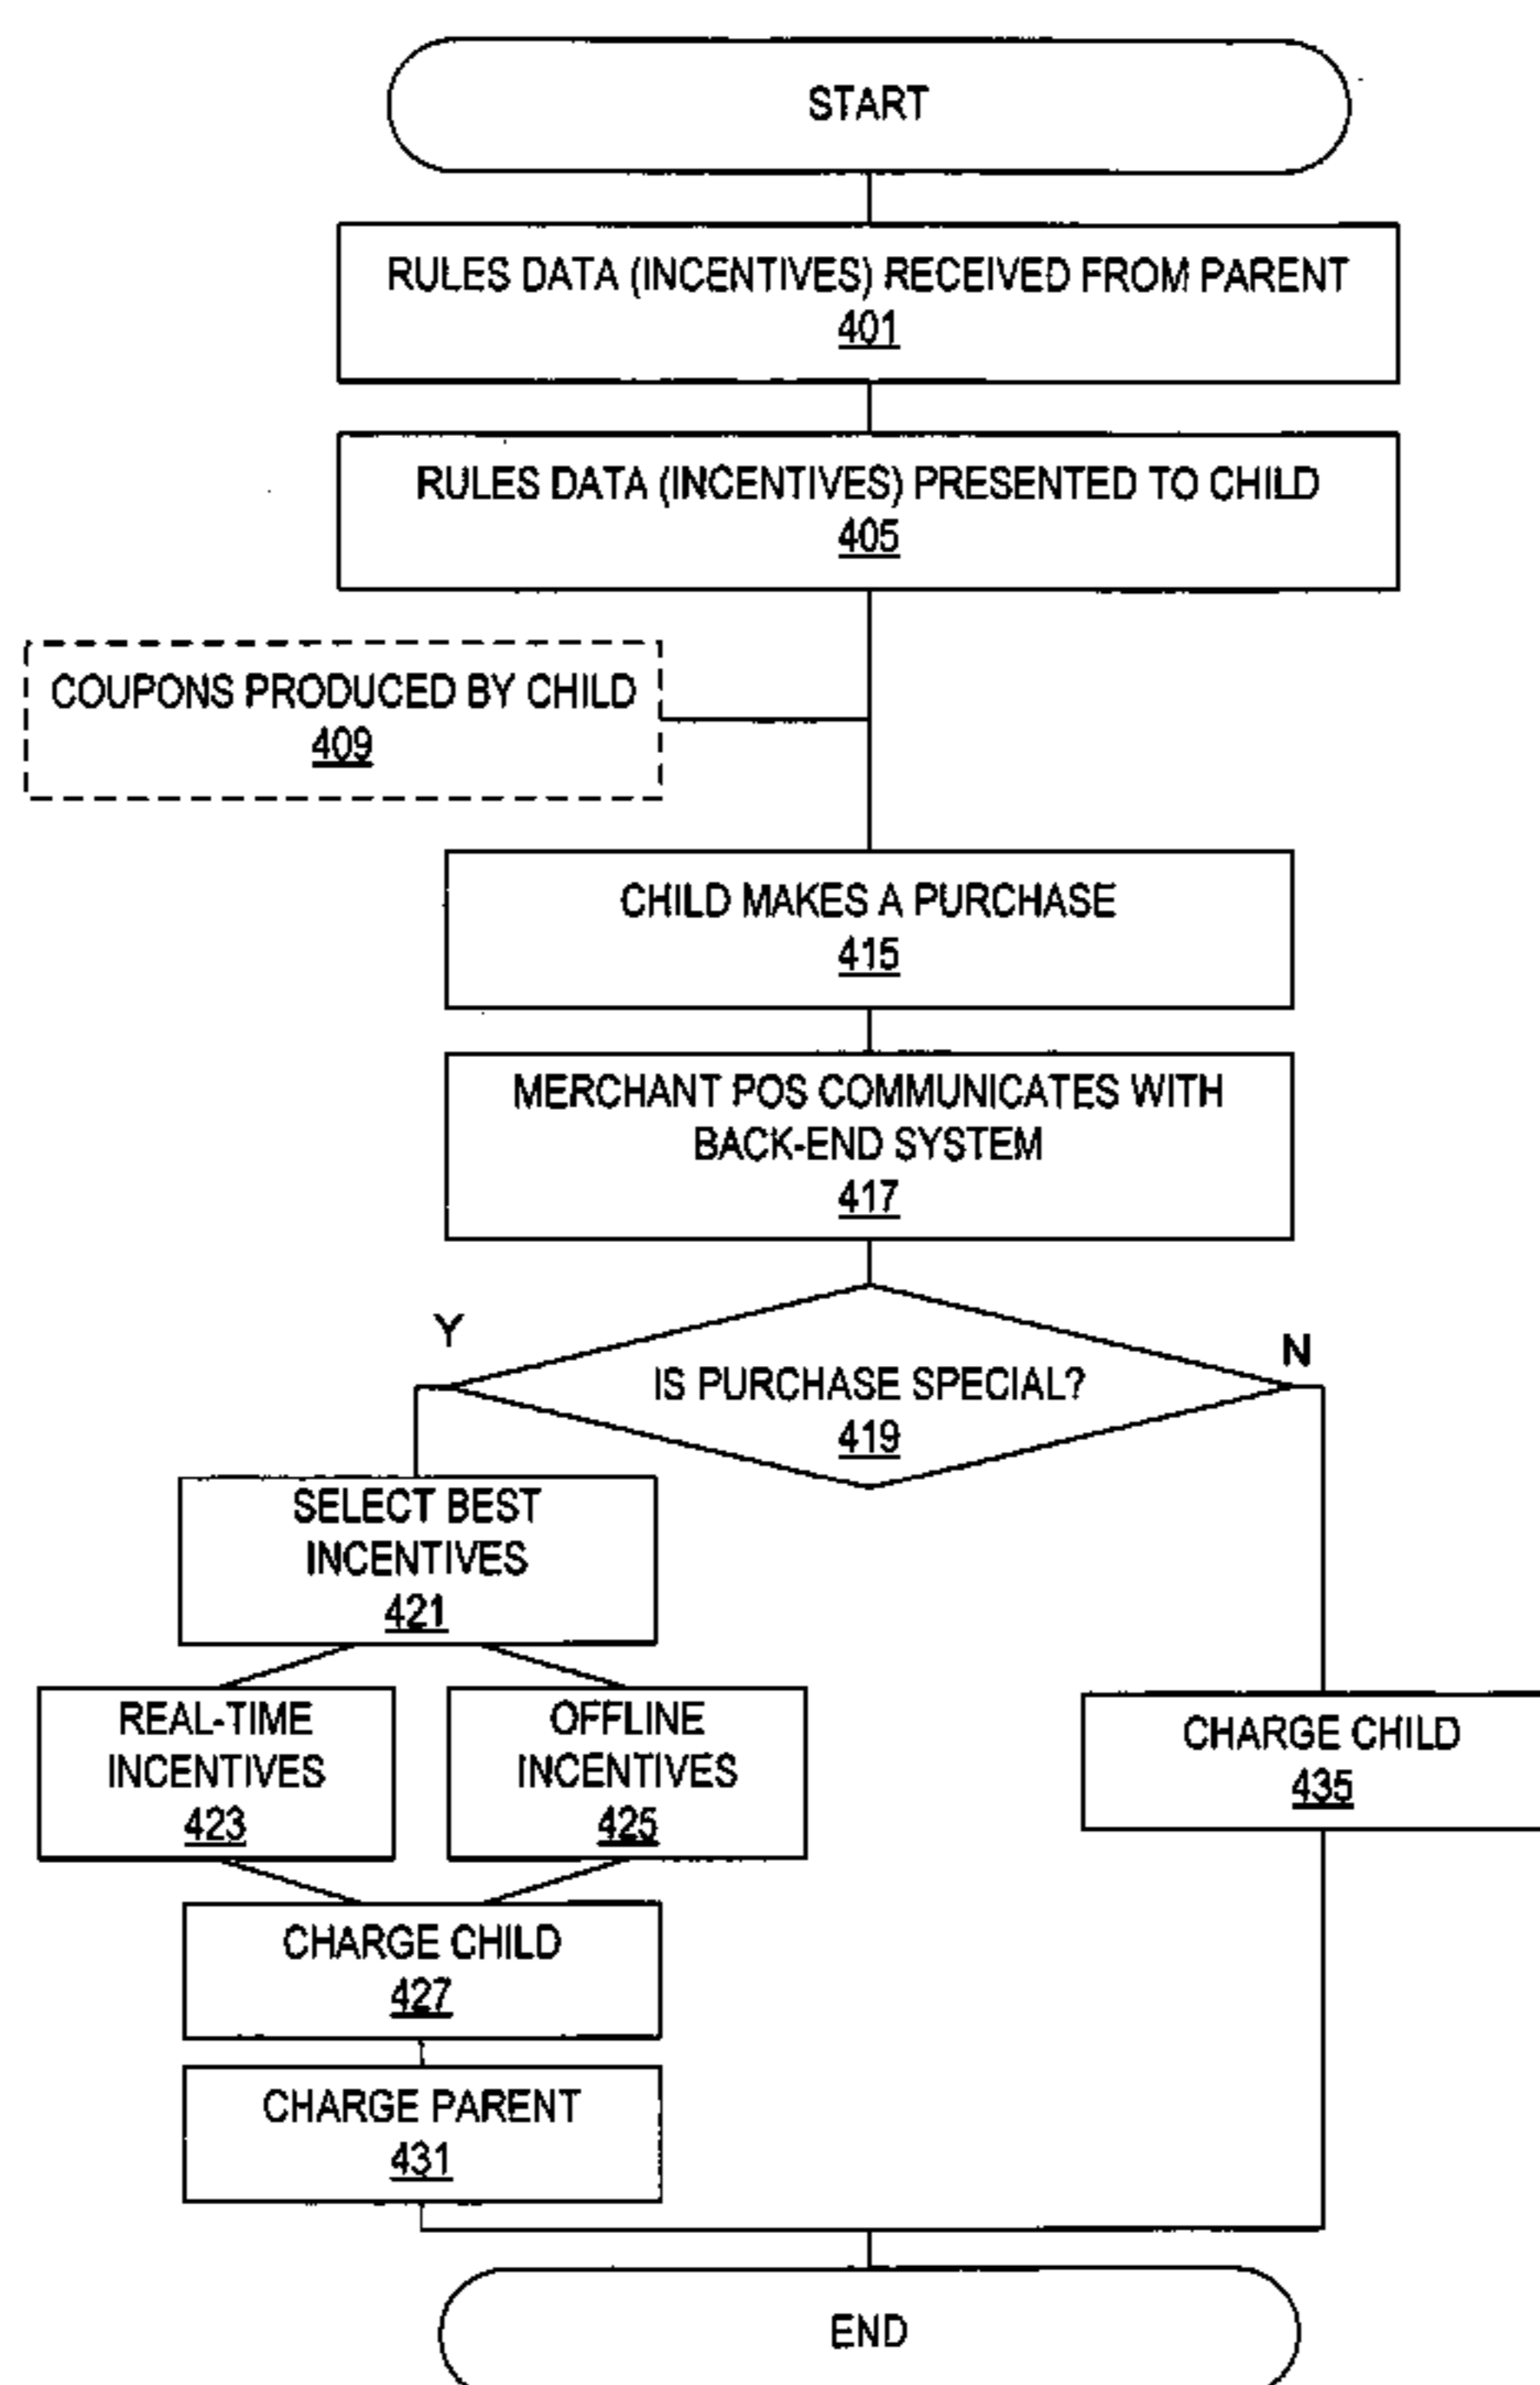 START
RULES DATA (INCENTIVES) RECEIVED FROM PARENT
401
RULES DATA (INCENTIVES) PRESENTED TO CHILD
405
COUPONS PRODUCED BY CHILD
409
CHILD MAKES A PURCHASE
415
MERCHANT POS COMMUNICATES WITH
BACK-END SYSTEM
417
Y
N
IS PURCHASE SPECIAL?
419
SELECT BEST
INCENTIVES
421
REAL-TIME
INCENTIVES
423
OFFLINE
INCENTIVES
425
CHARGE CHILD
435
CHARGE CHILD
427
CHARGE PARENT
431
END